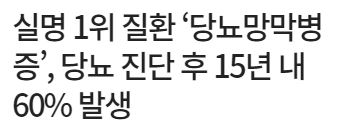 실명 1위 질환 ‘당뇨망막병
증’, 당뇨 진단 후 15년 내
60% 발생